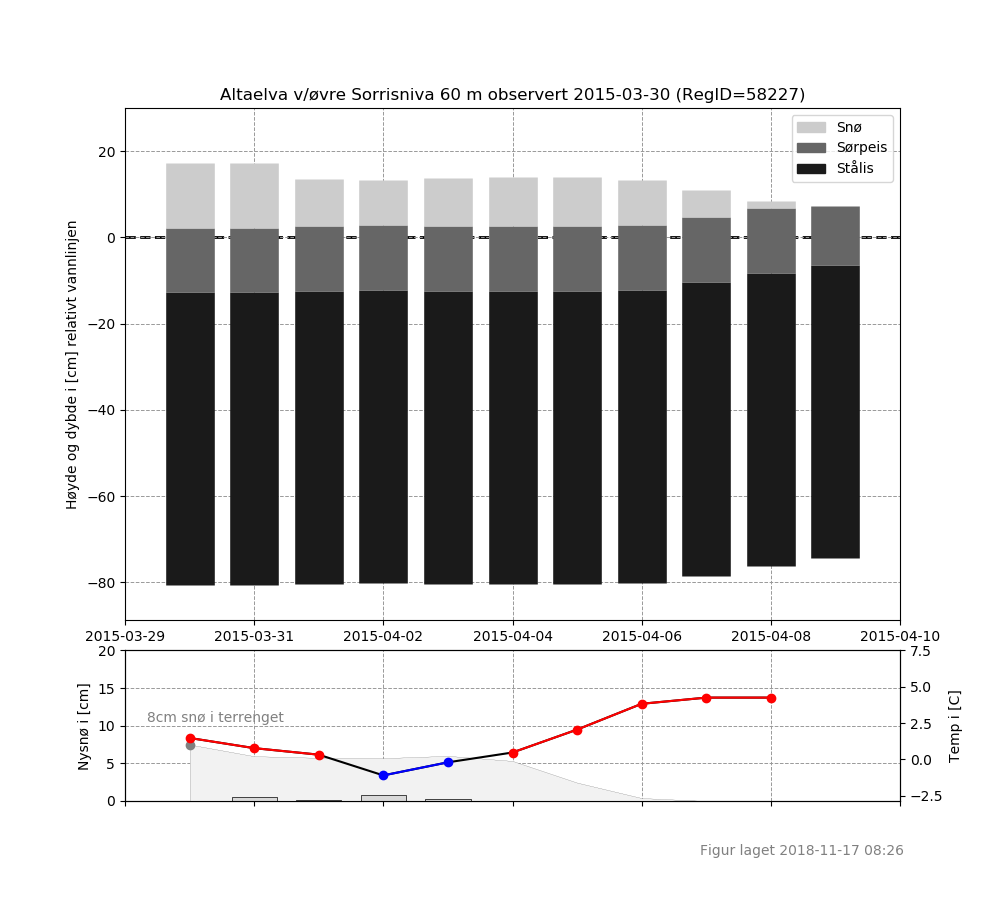 Altaelva v/øvre Sorrisniva 60 m observert 2015-03-30 (RegID=58227)
Høyde og dybde i [cm] relativt vannlinjen
20
0
−20
−40
−60
−80
Snø
Sørpeis
Stålis
2015-03-29 2015-03-31 2015-04-02 2015-04-04 2015-04-06 2015-04-08 2015-04-10
Nysnø i [cm]
20
15
10
5
0
8cm snø i terrenget
7.5
5.0
2.5
0.0
−2.5
Temp i [C]
Figur laget 2018-11-17 08:26